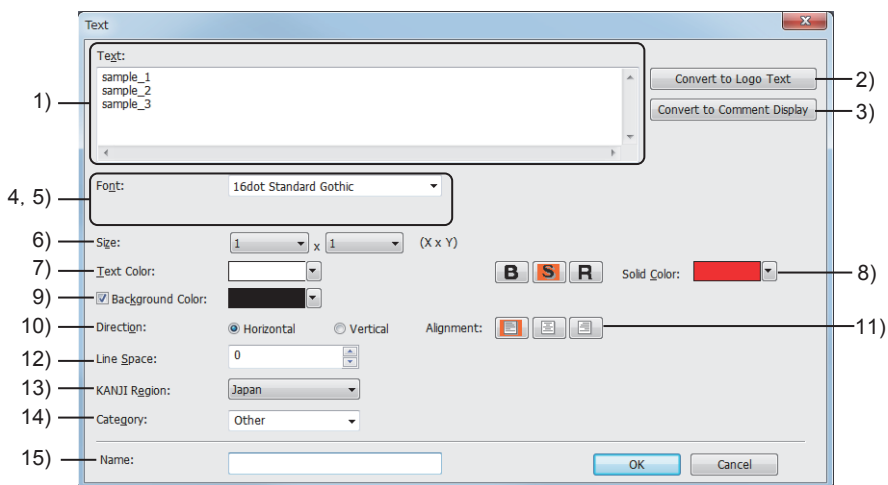 Text
Text:
sample_1
sample_2
sample_3
1)
Convert to Logo Text
2)
Convert to Comment Display
3)
4, 5)
Font:
16dot Standard Gothic
6)
Size:
1 x 1 (X x Y)
7)
Text Color:
B S R
Solid Color:
8)
9)
Background Color:
10)
Direction:
Horizontal
Vertical
Alignment:
11)
12)
Line Space:
0
13)
KANJI Region:
Japan
14)
Category:
Other
15)
Name:
OK
Cancel